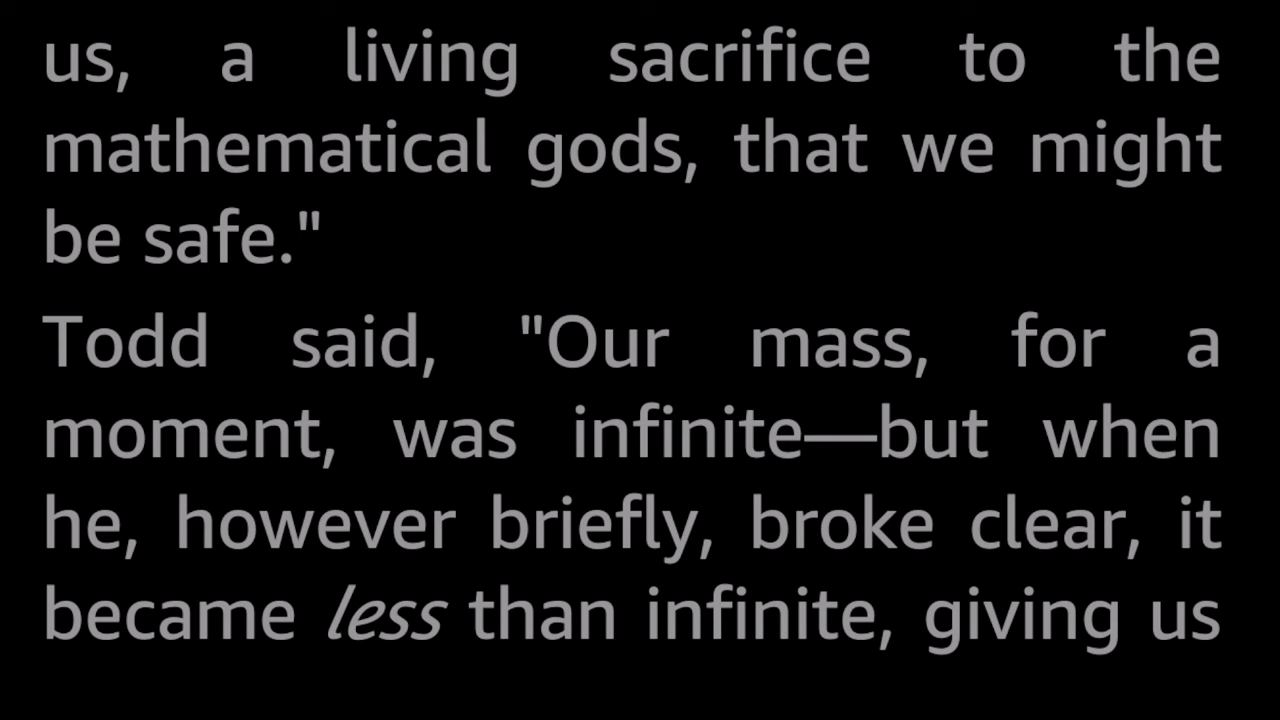 us, a living sacrifice to the
mathematical gods, that we might
be safe."
Todd said, "Our mass, for a
moment, was infinite—but when
he, however briefly, broke clear, it
became less than infinite, giving us